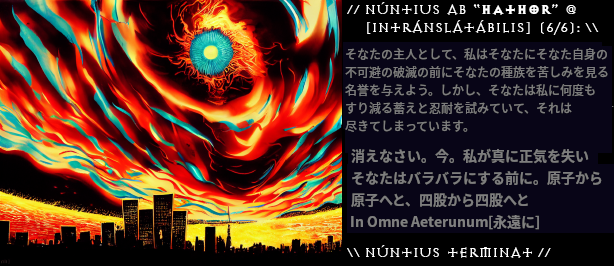 // NÚNTIUS AB “HATHOR” @
[INTRÁNSLÁTÁBILIS] (6/6): \\
そなたの主人として、私はそなたにそなた自身の
不可避の破滅の前にそなたの種族を苦しみを見る
名誉を与えよう。しかし、そなたは私に何度も
すり減る蓄えと忍耐を試みていて、それは
尽きてしまっています。
消えなさい。今。私が真に正気を失い
そなたはバラバラにする前に。原子から
原子へと、四股から四股へと
In Omne Aeterunum[永遠に]
\\ NÚNTIUS TERMINAT //